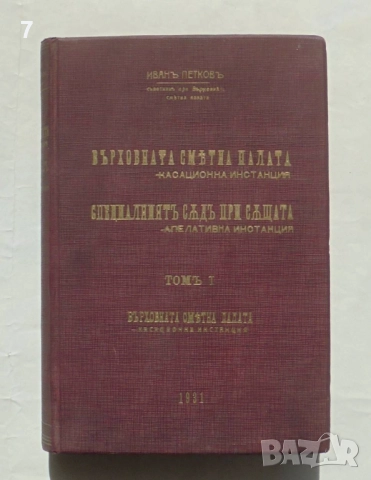 7
ИВАНЪ ПЕТКОВЪ
ВЪРХОВНАТА СМѢТНА ПАЛАТА
-КАСАЦИОННА ИНСТАНЦИЯ
СПЕЦИАЛНИЯТЪ СѪДЪ ПРИ СѪЩАТА
-АПЕЛАТИВНА ИНСТАНЦИЯ
ТОМЪ I
ВЪРХОВНАТА СМѢТНА ПАЛАТА
-КАСАЦИОННА ИНСТАНЦИЯ
1931
bazar